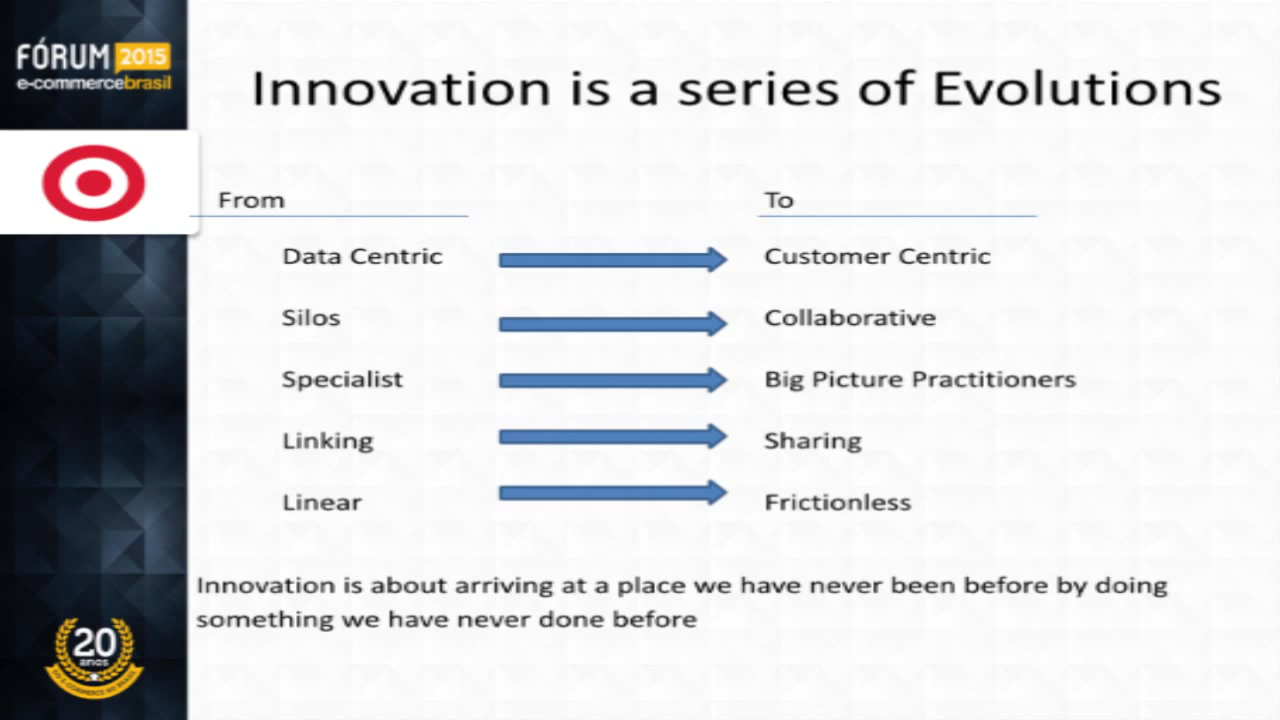 FÓRUM 2015
e-commercebrasil
Innovation is a series of Evolutions
From To
Data Centric Customer Centric
Silos Collaborative
Specialist Big Picture Practitioners
Linking Sharing
Linear Frictionless
Innovation is about arriving at a place we have never been before by doing
something we have never done before
20
anos